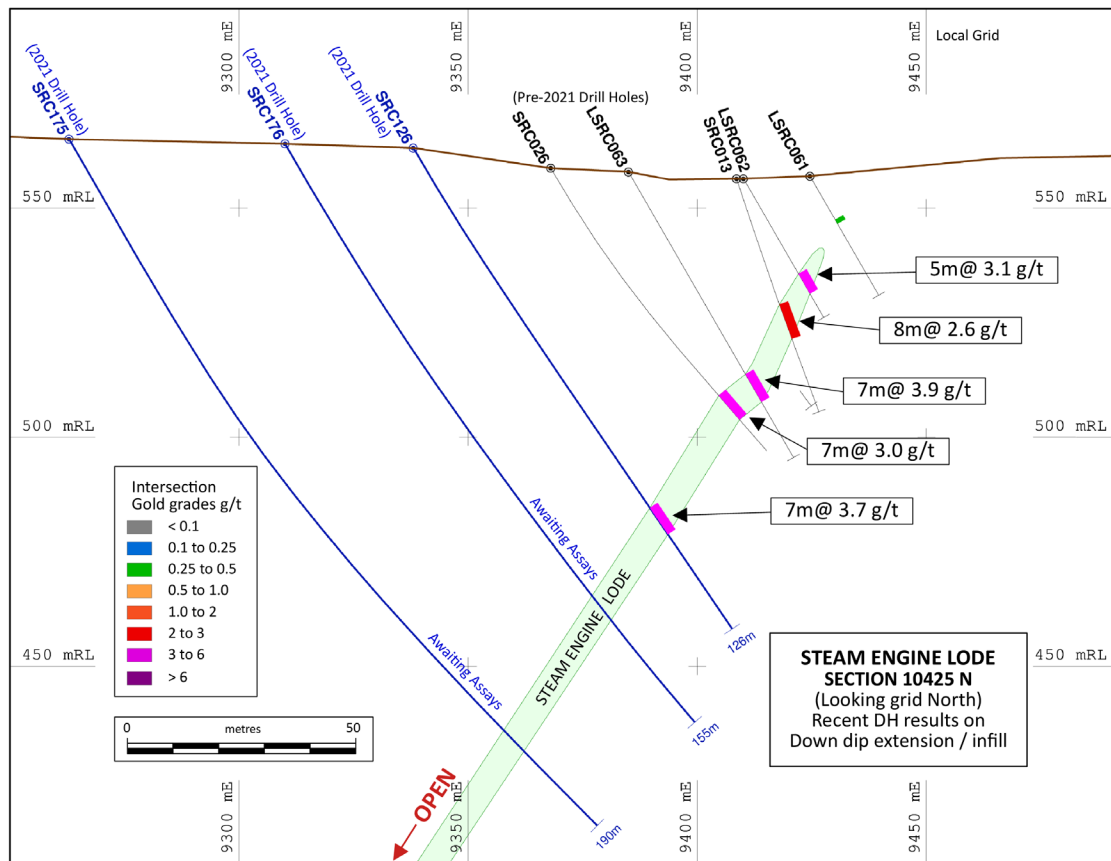 9300 mE
9350 mE
9400 mE
9450 mE
Local Grid
(2021 Drill Hole)
SRC175
(2021 Drill Hole)
SRC176
(2021 Drill Hole)
SRC126
(Pre-2021 Drill Holes)
SRC026
LSRC063
SRC013
LSRC062
LSRC061
550 mRL
550 mRL
5m@ 3.1 g/t
8m@ 2.6 g/t
7m@ 3.9 g/t
500 mRL
500 mRL
7m@ 3.0 g/t
7m@ 3.7 g/t
Intersection
Gold grades g/t
< 0.1
0.1 to 0.25
0.25 to 0.5
0.5 to 1.0
1.0 to 2
2 to 3
3 to 6
> 6
Awaiting Assays
Awaiting Assays
STEAM ENGINE LODE
126m
155m
190m
450 mRL
STEAM ENGINE LODE
SECTION 10425 N
(Looking grid North)
Recent DH results on
Down dip extension / infill
0 metres 50
OPEN
9300 mE
9350 mE
9400 mE
9450 mE